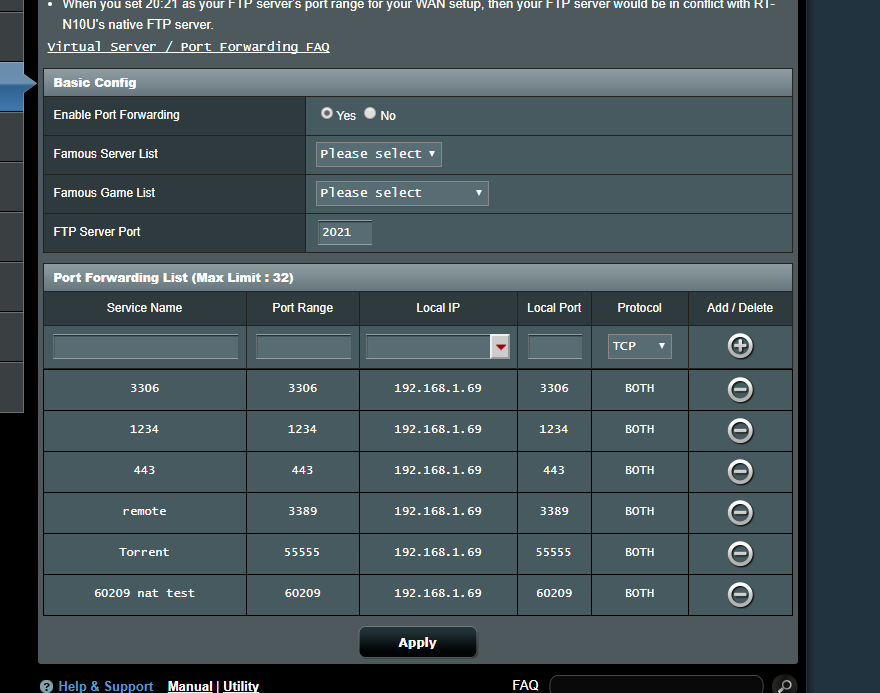 • When you set 20:21 as your FTP server's port range for your WAN setup, then your FTP server would be in conflict with RT-
N10U's native FTP server.
Virtual Server / Port Forwarding FAQ
Basic Config
Enable Port Forwarding Yes No
Famous Server List Please select
Famous Game List Please select
FTP Server Port 2021
Port Forwarding List (Max Limit : 32)
Service Name Port Range Local IP Local Port Protocol Add / Delete
TCP
3306 3306 192.168.1.69 3306 BOTH
1234 1234 192.168.1.69 1234 BOTH
443 443 192.168.1.69 443 BOTH
remote 3389 192.168.1.69 3389 BOTH
Torrent 55555 192.168.1.69 55555 BOTH
60209 nat test 60209 192.168.1.69 60209 BOTH
Apply
? Help & Support Manual | Utility FAQ